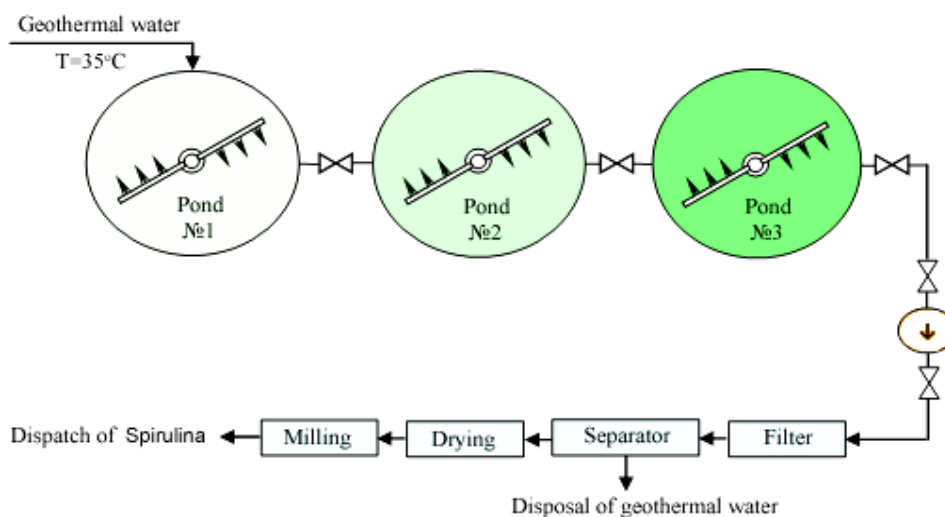 Geothermal water
T=35°C
Pond
№1
Pond
№2
Pond
№3
Dispatch of Spirulina
Milling
Drying
Separator
Filter
Disposal of geothermal water